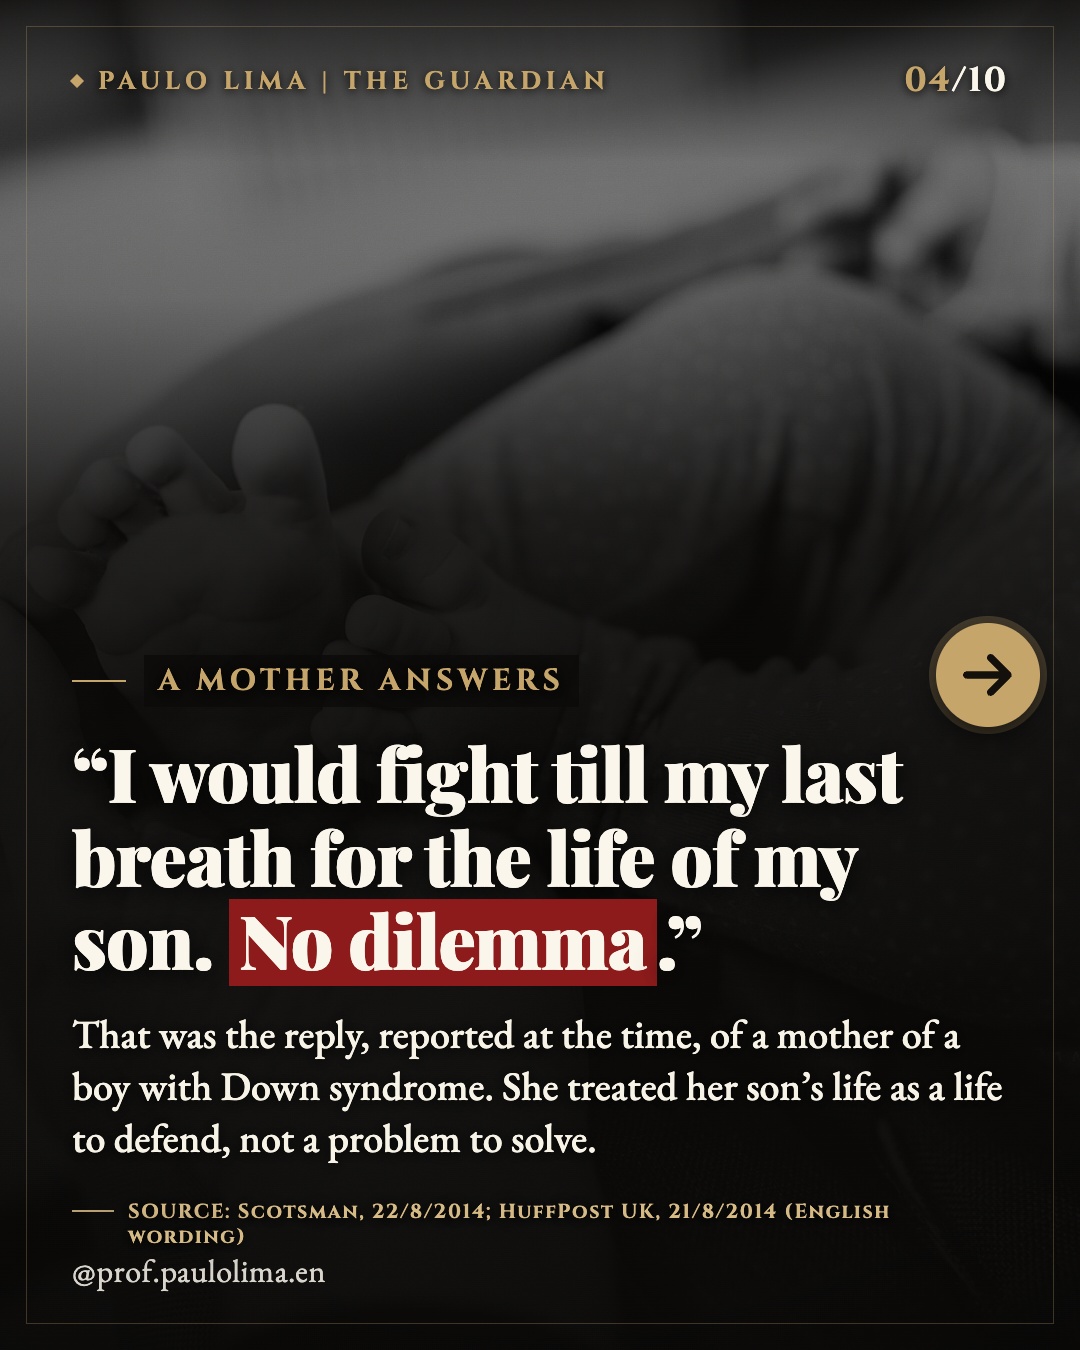 ◆ PAULO LIMA | THE GUARDIAN
04/10
A MOTHER ANSWERS
“I would fight till my last
breath for the life of my
son. No dilemma.”
That was the reply, reported at the time, of a mother of a
boy with Down syndrome. She treated her son’s life as a life
to defend, not a problem to solve.
SOURCE: Scotsman, 22/8/2014; HuffPost UK, 21/8/2014 (English
wording)
@prof.paulolima.en